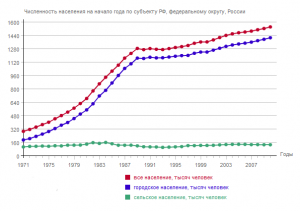 Численность населения на начало года по субъекту РФ, федеральному округу, России
1600
1440
1280
1120
960
800
640
480
320
160
0
1971 1975 1979 1983 1987 1991 1995 1999 2003 2007
Годы
все население, тысяч человек
городское население, тысяч человек
сельское население, тысяч человек